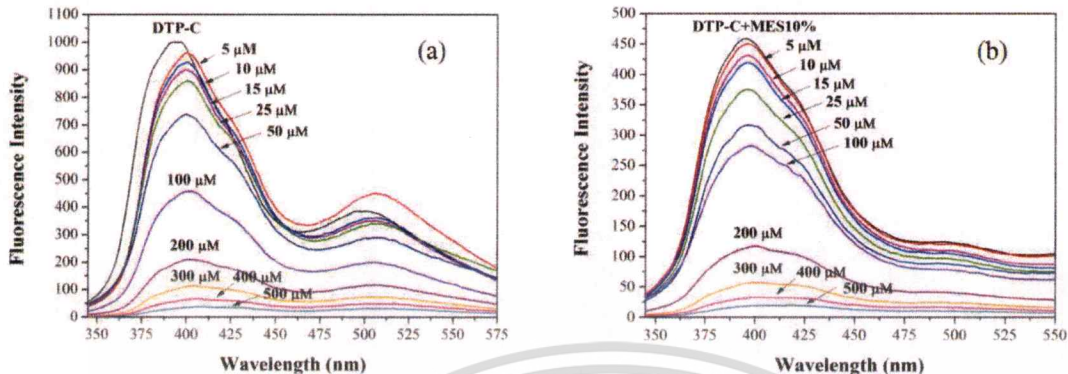 DTP-C
(a)
5 µM
10 µM
15 µM
25 µM
50 µM
100 µM
200 µM
300 µM
400 µM
500 µM
Fluorescence Intensity
1100
1000
900
800
700
600
500
400
300
200
100
0
350 375 400 425 450 475 500 525 550 575
Wavelength (nm)
DTP-C+MES10%
(b)
5 µM
10 µM
15 µM
25 µM
50 µM
100 µM
200 µM
300 µM
400 µM
500 µM
Fluorescence Intensity
500
450
400
350
300
250
200
150
100
50
0
350 375 400 425 450 475 500 525 550
Wavelength (nm)